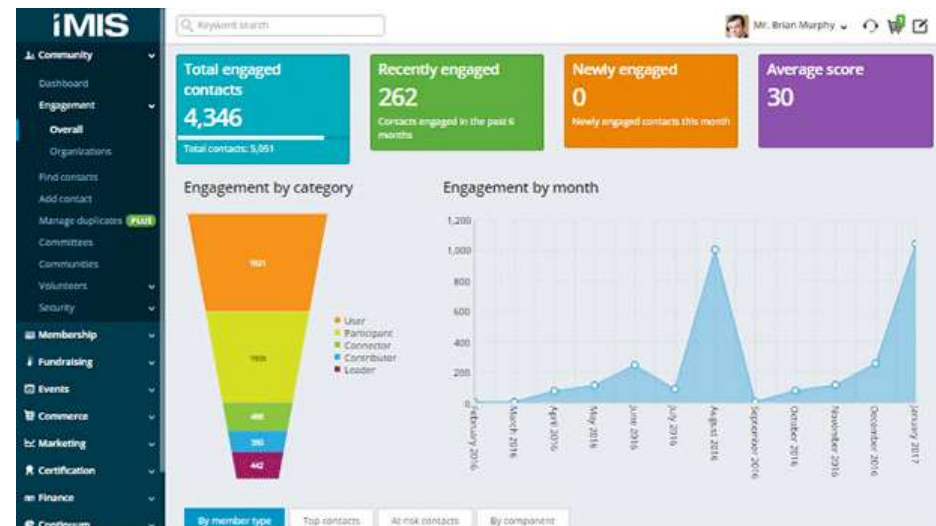 iMIS
Keyword search
Mr. Brian Murphy
Community
Dashboard
Engagement
Overall
Organizations
Find contacts
Add contact
Manage duplicates PLUS
Committees
Communities
Volunteers
Security
Membership
Fundraising
Events
Commerce
Marketing
Certification
Finance
Continuum
Total engaged
contacts
4,346
Total contacts: 5,051
Recently engaged
262
Contacts engaged in the past 6
months
Newly engaged
0
Newly engaged contacts this month
Average score
30
Engagement by category
User
Participant
Connector
Contributor
Leader
442
Engagement by month
1,200
1,000
800
600
400
200
0
February 2016
March 2016
April 2016
May 2016
June 2016
July 2016
August 2016
September 2016
October 2016
November 2016
December 2016
January 2017
By member type
Top contacts
At risk contacts
By component